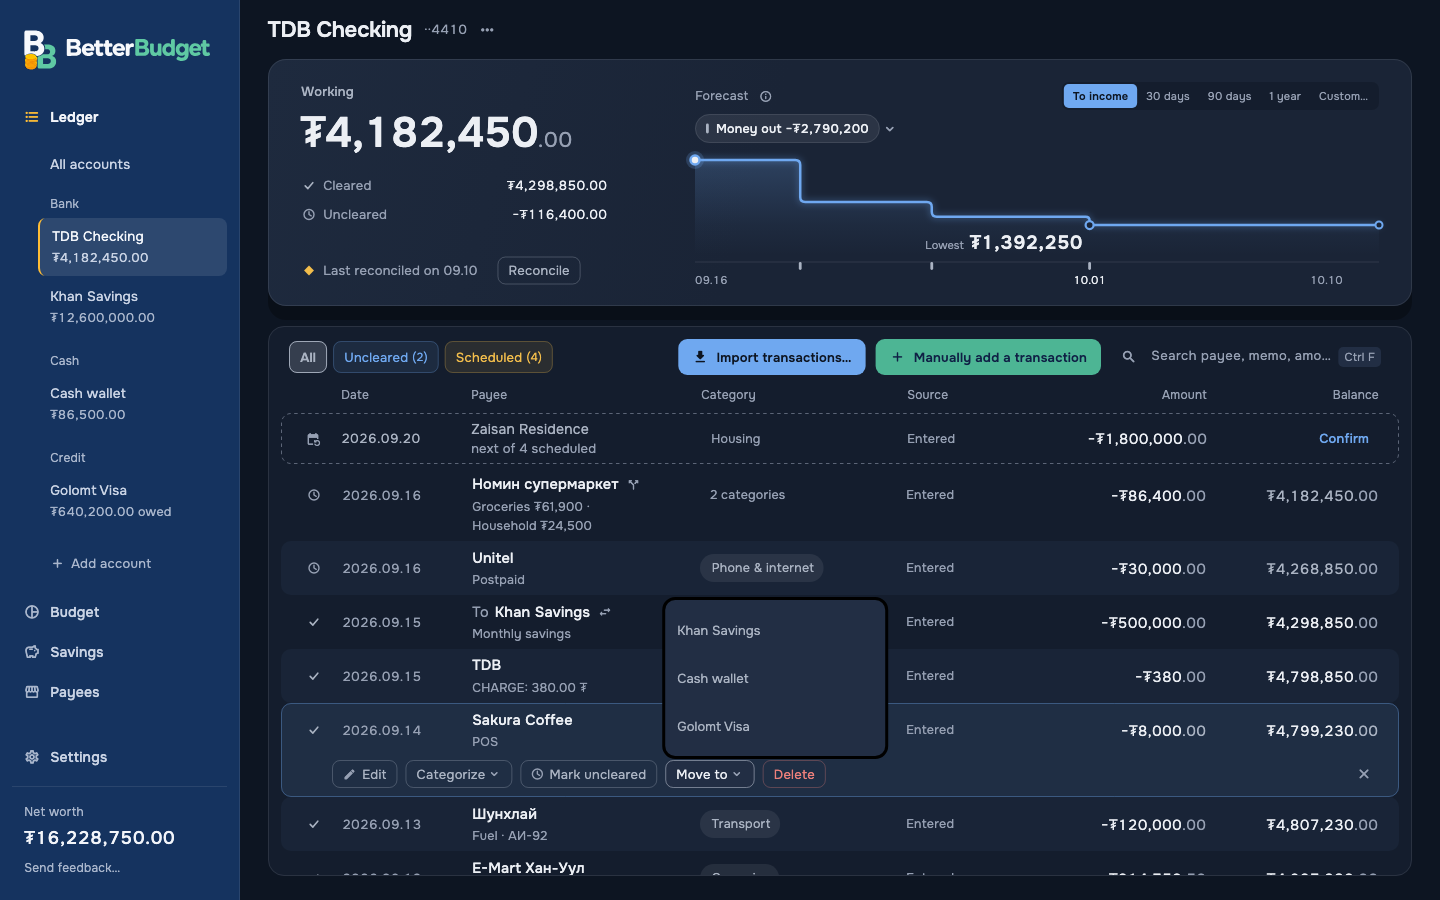 BetterBudget
Ledger
All accounts
Bank
TDB Checking
₮4,182,450.00
Khan Savings
₮12,600,000.00
Cash
Cash wallet
₮86,500.00
Credit
Golomt Visa
₮640,200.00 owed
+ Add account
Budget
Savings
Payees
Settings
Net worth
₮16,228,750.00
Send feedback...
TDB Checking ··4410 ···
Working
₮4,182,450.00
Cleared ₮4,298,850.00
Uncleared -₮116,400.00
Last reconciled on 09.10 Reconcile
Forecast
To income 30 days 90 days 1 year Custom...
Money out -₮2,790,200
Lowest ₮1,392,250
09.16 10.01 10.10
All Uncleared (2) Scheduled (4) Import transactions... + Manually add a transaction Search payee, memo, amo... Ctrl F
Date Payee Category Source Amount Balance
2026.09.20 Zaisan Residence Housing Entered -₮1,800,000.00 Confirm
next of 4 scheduled
2026.09.16 Номин супермаркет 2 categories Entered -₮86,400.00 ₮4,182,450.00
Groceries ₮61,900 ·
Household ₮24,500
2026.09.16 Unitel Phone & internet Entered -₮30,000.00 ₮4,268,850.00
Postpaid
2026.09.15 To Khan Savings Entered -₮500,000.00 ₮4,298,850.00
Monthly savings
2026.09.15 TDB Entered -₮380.00 ₮4,798,850.00
CHARGE: 380.00 ₮
2026.09.14 Sakura Coffee Entered -₮8,000.00 ₮4,799,230.00
POS
Khan Savings
Cash wallet
Golomt Visa
Edit Categorize Mark uncleared Move to Delete
2026.09.13 Шунхлай Transport Entered -₮120,000.00 ₮4,807,230.00
Fuel · АИ-92
E-Mart Хан-Уул